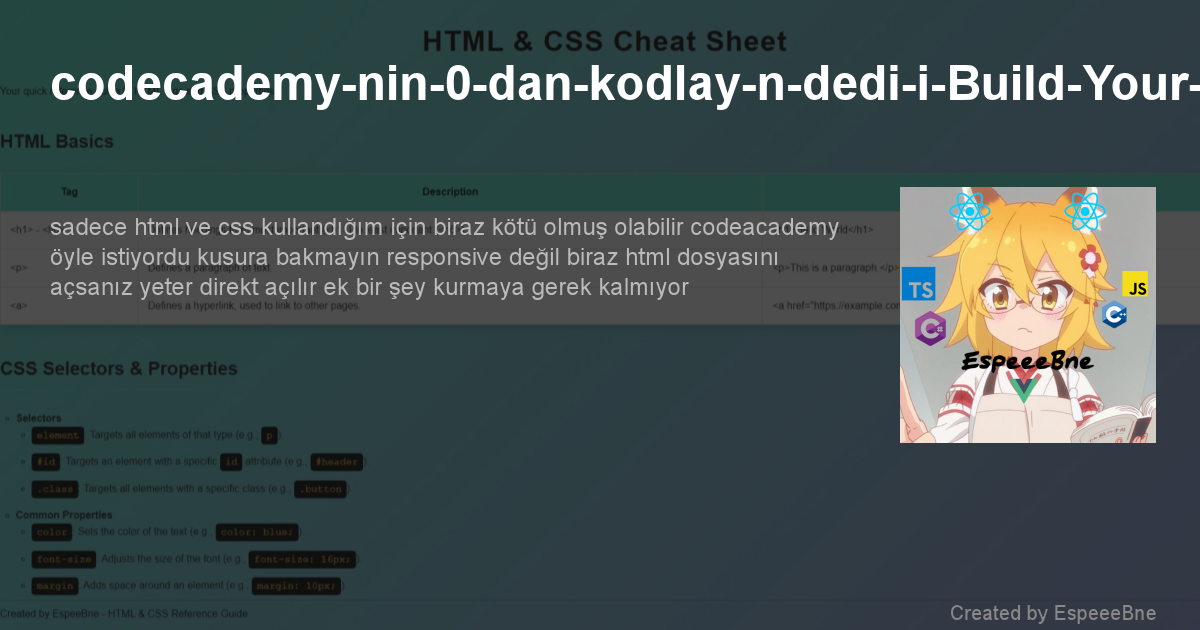 HTML & CSS Cheat Sheet
codecademy-nin-0-dan-kodlay-n-dedi-i-Build-Your-
Your quick
HTML Basics
Tag Description
sadece html ve css kullandığım için biraz kötü olmuş olabilir codeacademy
<h1> - </h1>
öyle istiyordu kusura bakmayın responsive değil biraz html dosyasını
<p> Defines a paragraph of text. <p>This is a paragraph.</p>
açsanız yeter direkt açılır ek bir şey kurmaya gerek kalmıyor
<a> Defines a hyperlink, used to link to other pages. <a href="https://example.com
TS
JS
C#
C++
EspeeeBne
CSS Selectors & Properties
Selectors
element Targets all elements of that type (e.g., p ).
#id Targets an element with a specific id attribute (e.g., #header )
.class Targets all elements with a specific class (e.g., .button )
Common Properties
color Sets the color of the text (e.g., color: blue; )
font-size Adjusts the size of the font (e.g., font-size: 16px; )
margin Adds space around an element (e.g., margin: 10px; )
Created by EspeeBne - HTML & CSS Reference Guide
Created by EspeeeBne